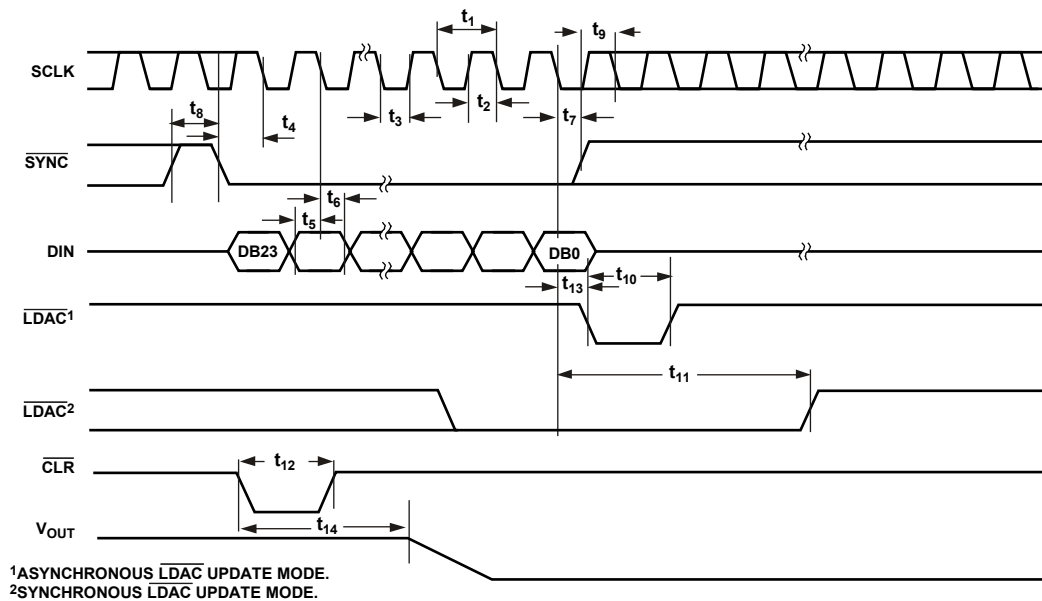 t1
t9
SCLK
t8
t4
t3
t2
t7
SYNC
t6
t5
DIN
DB23
DB0
t10
t13
LDAC1
t11
LDAC2
CLR
t12
t14
VOUT
1ASYNCHRONOUS LDAC UPDATE MODE.
2SYNCHRONOUS LDAC UPDATE MODE.